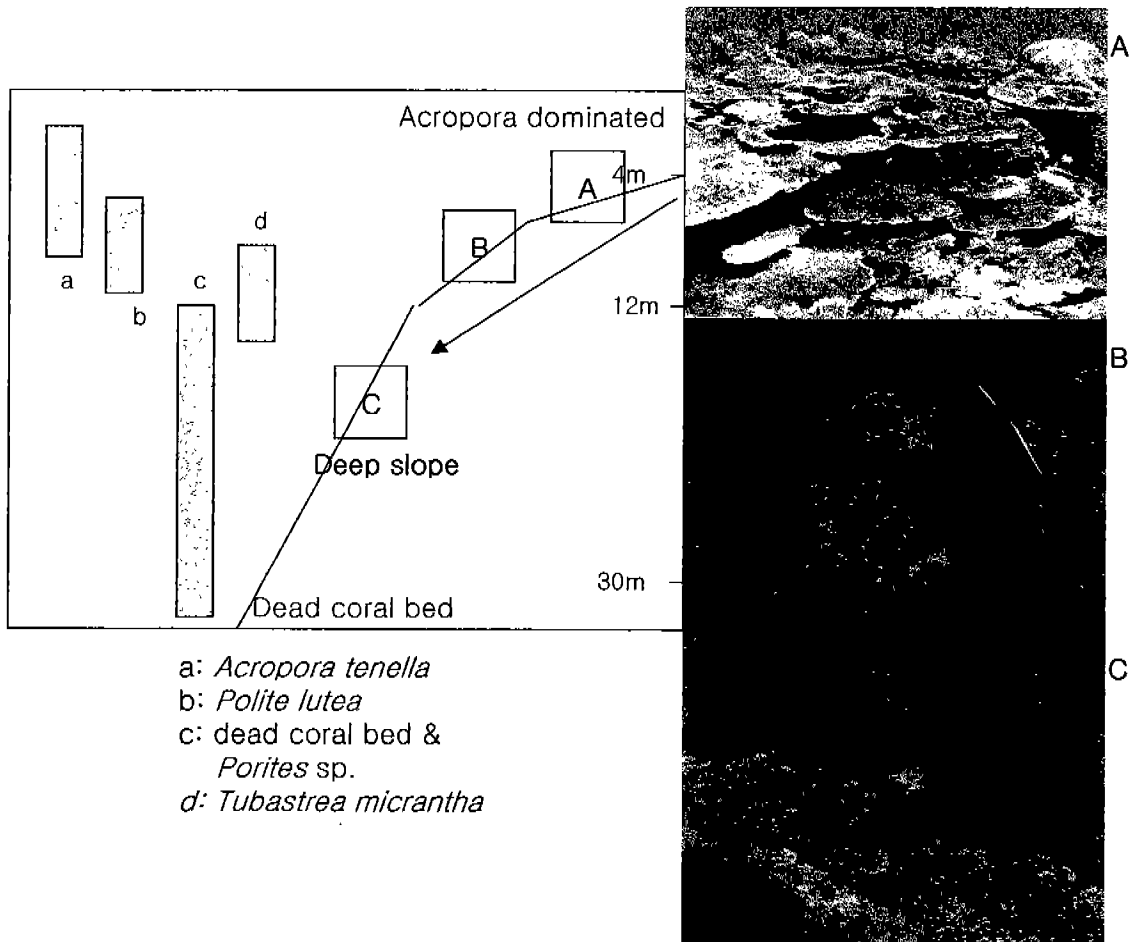 A
Acropora dominated
4m
A
d
B
a
c
b
12m
B
C
Deep slope
30m
Dead coral bed
C
a: Acropora tenella
b: Polite lutea
c: dead coral bed &
Porites sp.
d: Tubastrea micrantha